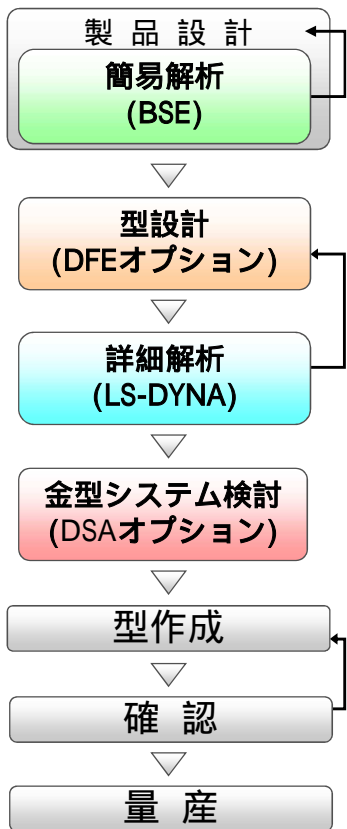 製品設計
簡易解析
(BSE)
型設計
(DFEオプション)
詳細解析
(LS-DYNA)
金型システム検討
(DSAオプション)
型作成
確認
量産